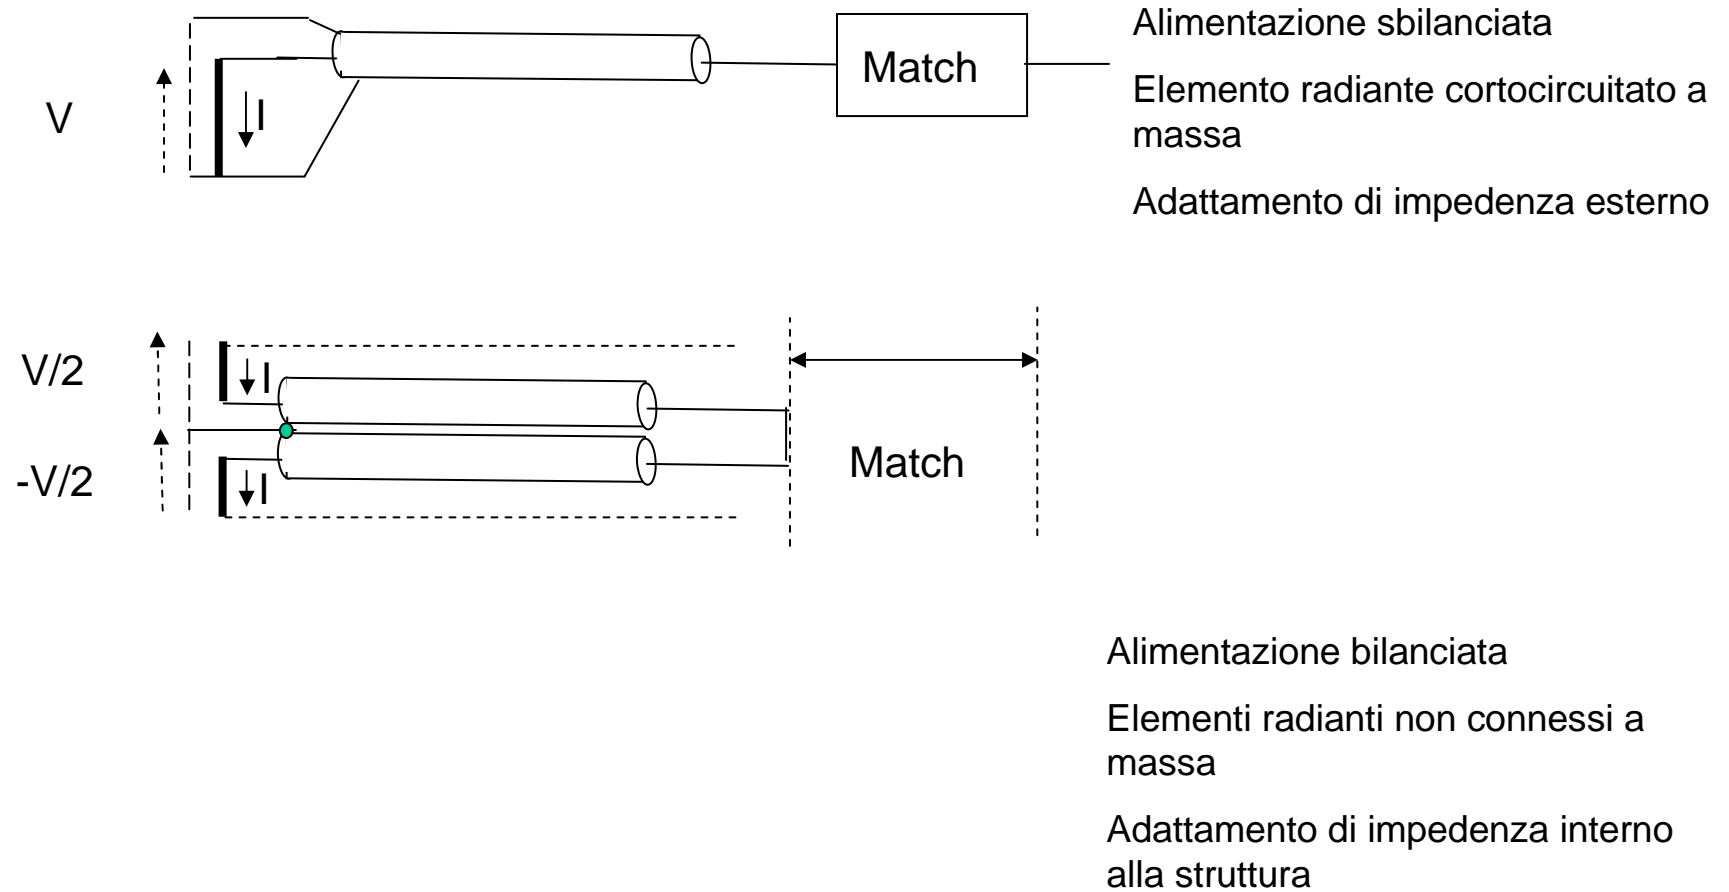 Alimentazione sbilanciata
Match
Elemento radiante cortocircuitato a
massa
V
I
Adattamento di impedenza esterno
V/2
I
Match
-V/2
I
Alimentazione bilanciata
Elementi radianti non connessi a
massa
Adattamento di impedenza interno
alla struttura